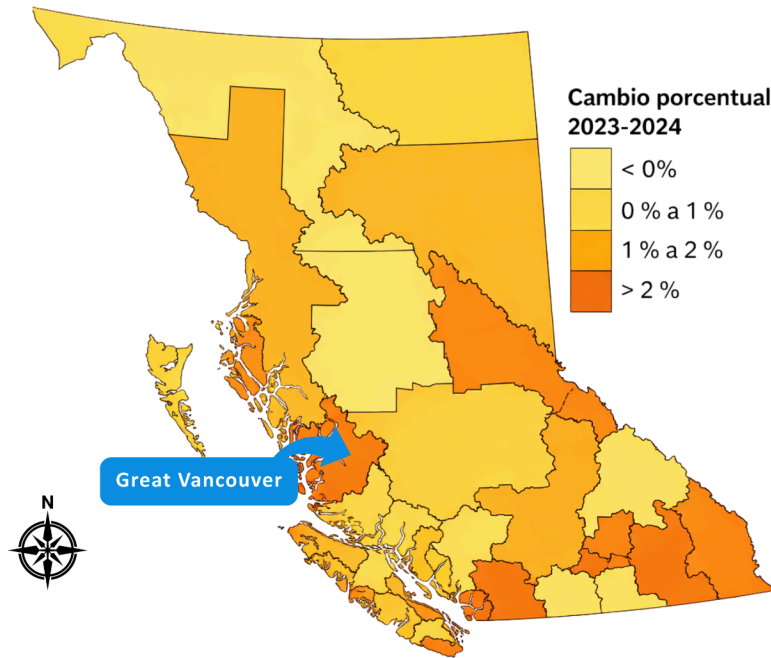 Cambio porcentual
2023-2024
< 0%
0 % a 1 %
1 % a 2 %
> 2 %
Great Vancouver
N